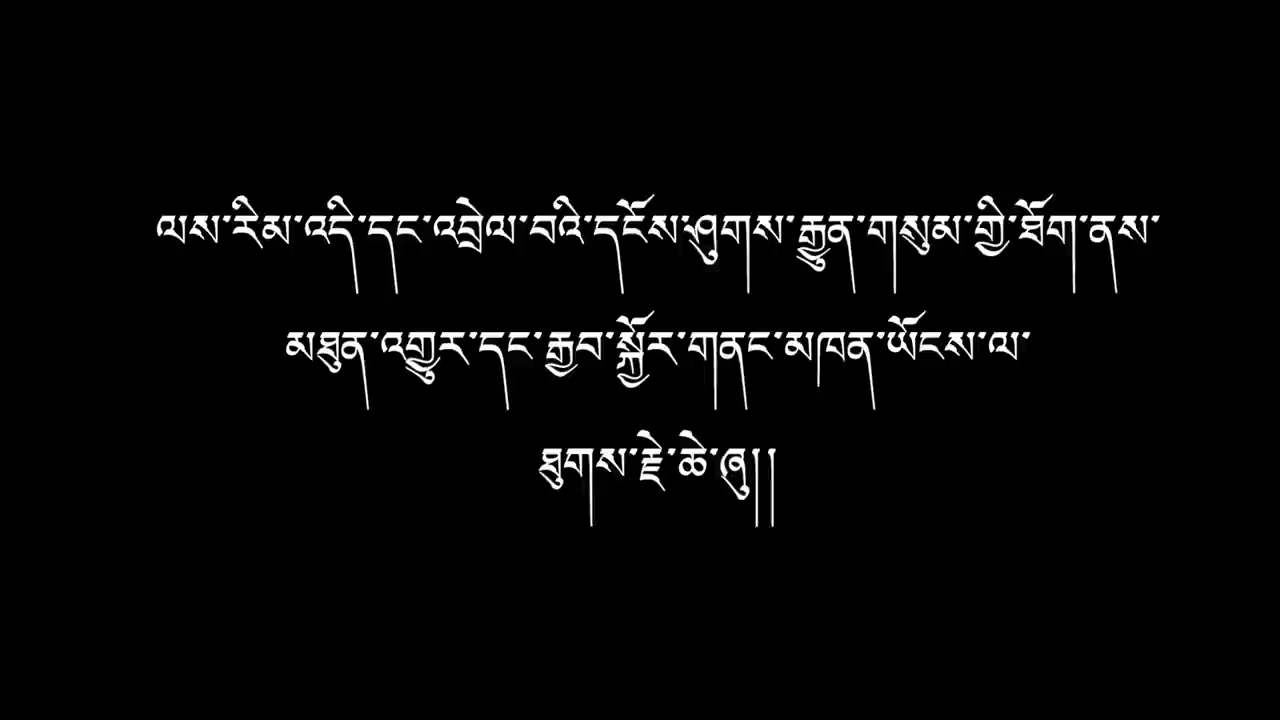 ལས་རིམ་འདི་དང་འབྲེལ་བའི་དངོས་ཤུགས་རྒྱུན་གསུམ་གྱི་ཐོག་ནས་
མཐུན་འགྱུར་དང་རྒྱབ་སྐྱོར་གནང་མཁན་ཡོངས་ལ་
ཐུགས་རྗེ་ཆེ་ཞུ།།